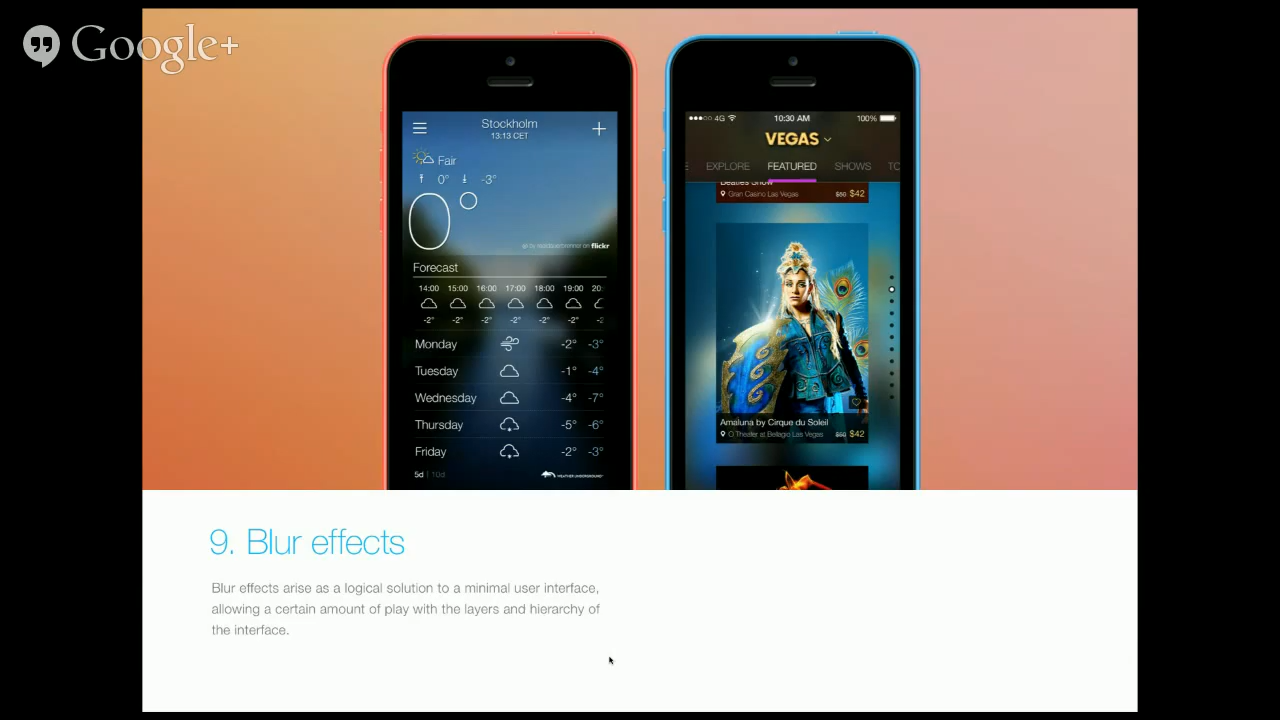 Google+
Stockholm
13:13 CET
Fair
0° -3°
0°
flickr
Forecast
14:00 15:00 16:00 17:00 18:00 19:00
-2° -2° -2° -2° -2° -2°
Monday -2° -3°
Tuesday -1° -4°
Wednesday -4° -7°
Thursday -5° -6°
Friday -2° -3°
5d | 10d WEATHER UNDERGROUND
4G 10:30 AM 100%
VEGAS
EXPLORE FEATURED SHOWS
Beatles Show
Gran Casino Las Vegas $42
Amaluna by Cirque du Soleil
O Theater at Bellagio Las Vegas $42
9. Blur effects
Blur effects arise as a logical solution to a minimal user interface,
allowing a certain amount of play with the layers and hierarchy of
the interface.